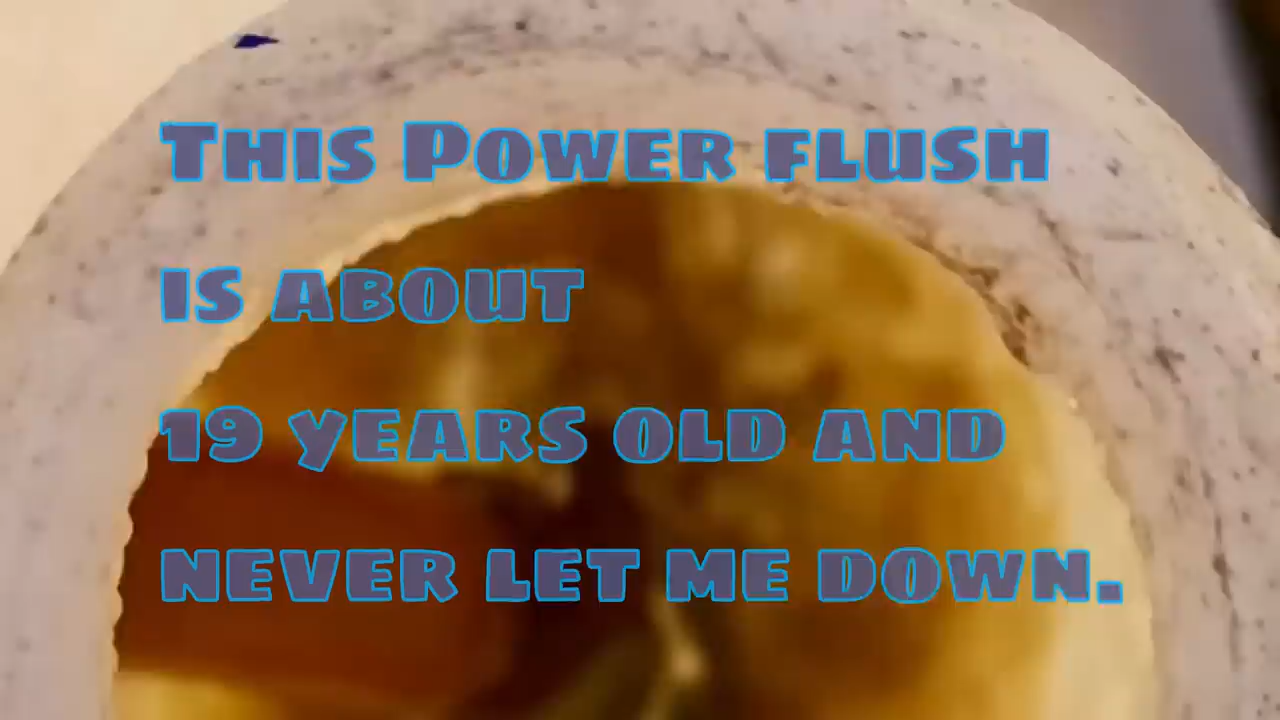 This Power flush
is about
19 years old and
never let me down.